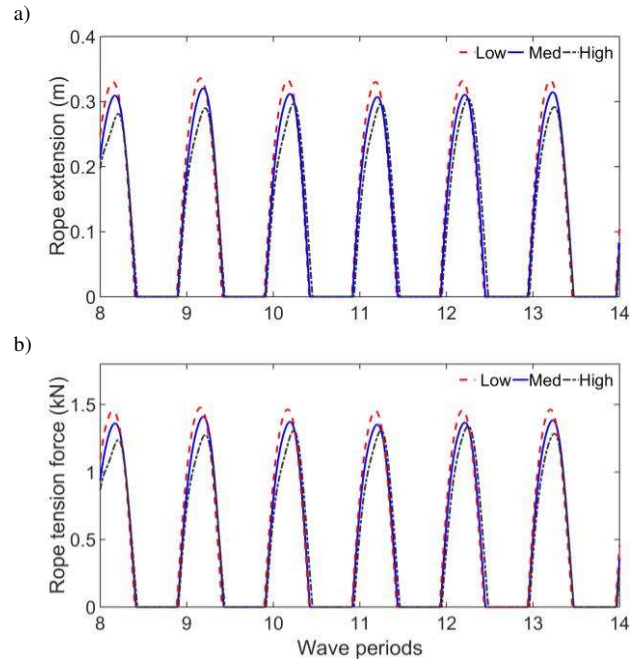 a)
0.4
Low Med High
0.3
0.2
0.1
0
Rope extension (m)
8 9 10 11 12 13 14
b)
Low Med High
1.5
1
0.5
0
Rope tension force (kN)
8 9 10 11 12 13 14
Wave periods